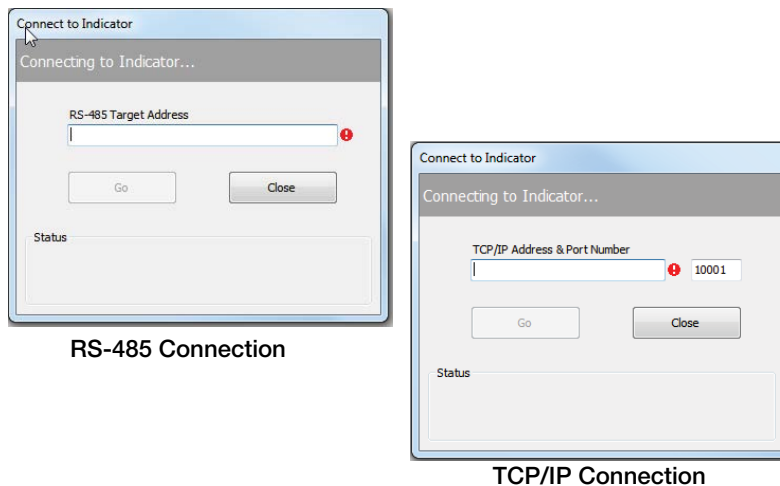 Connect to Indicator
Connecting to Indicator...
RS-485 Target Address
Go
Close
Status
RS-485 Connection
Connect to Indicator
Connecting to Indicator...
TCP/IP Address & Port Number
10001
Go
Close
Status
TCP/IP Connection